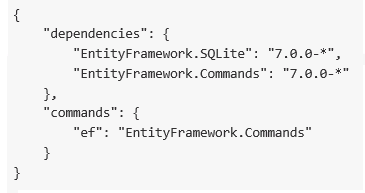 {
    "dependencies": {
        "EntityFramework.SQLite": "7.0.0-*",
        "EntityFramework.Commands": "7.0.0-*"
    },
    "commands": {
        "ef": "EntityFramework.Commands"
    }
}